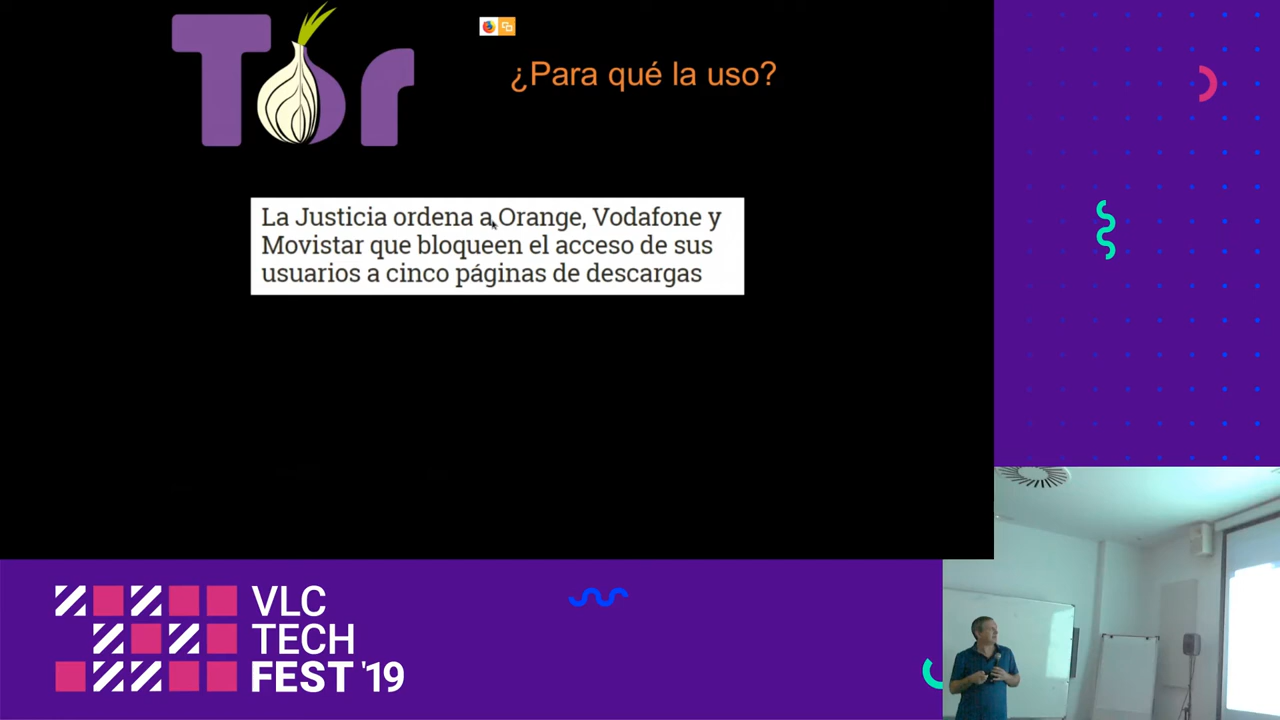 Tor
¿Para qué la uso?
La Justicia ordena a Orange, Vodafone y
Movistar que bloqueen el acceso de sus
usuarios a cinco páginas de descargas
VLC
TECH
FEST '19